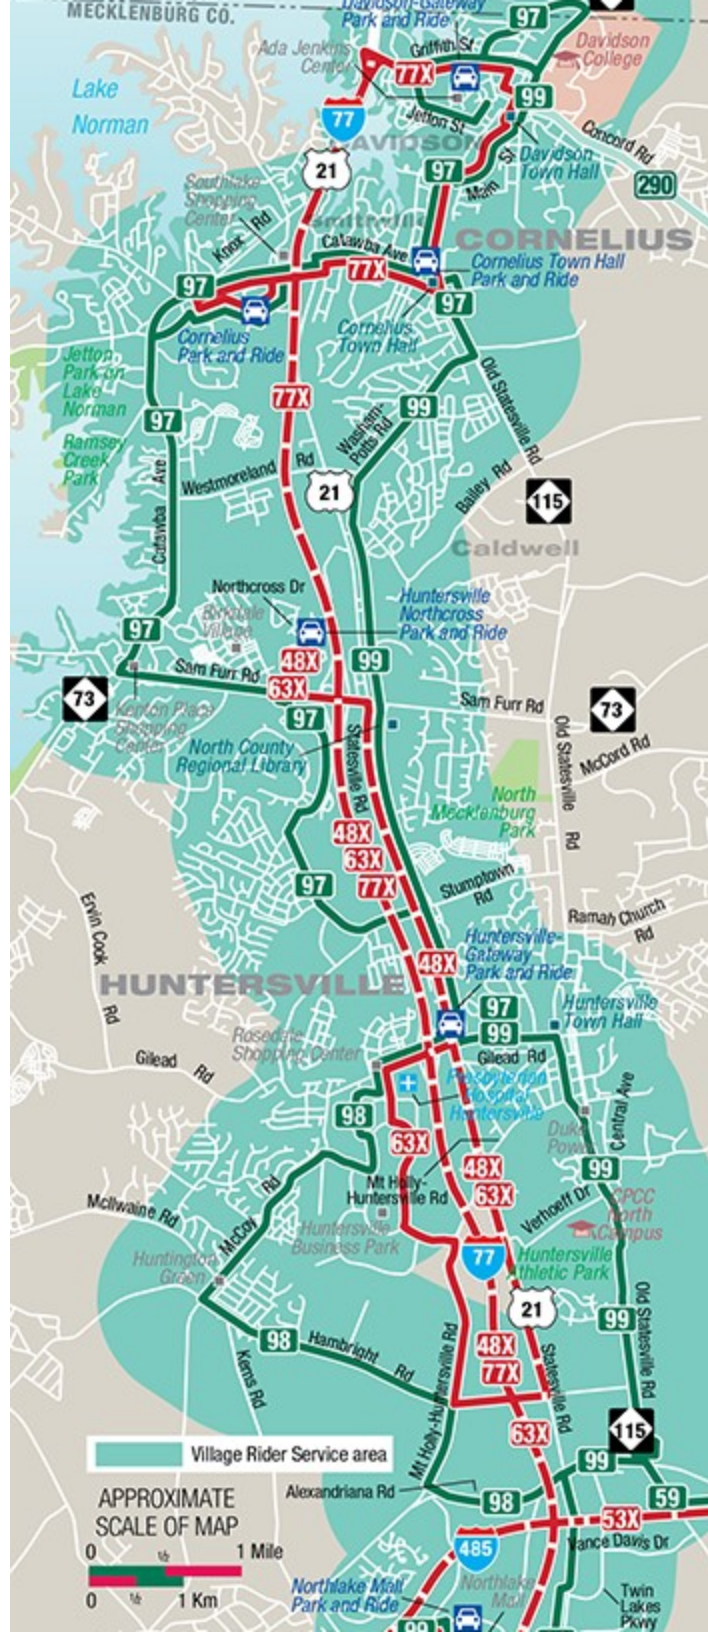 MECKLENBURG CO.
Davidson-Gateway
Park and Ride
97
Griffith St
Ada Jenkins
Center
77X
Davidson
College
99
Lake
Norman
77
Jetton St
DAVIDSON
Concord Rd
21
Davidson
Town Hall
97
Main St
290
Southlake
Shopping
Center
Knox Rd
Smithville
Catawba Ave
CORNELIUS
77X
Cornelius Town Hall
Park and Ride
97
97
Cornelius
Park and Ride
Cornelius
Town Hall
Jetton
Park on
Lake
Norman
77X
99
Old Statesville Rd
97
Washam-
Potts Rd
Ramsey
Creek
Park
Catawba Ave
Westmoreland Rd
21
Bailey Rd
115
Caldwell
Northcross Dr
Huntersville
Northcross
Park and Ride
Birkdale
Village
97
48X
99
Sam Furr Rd
63X
73
Sam Furr Rd
73
Kenton Place
Shopping
Center
97
Old Statesville Rd
McCord Rd
North County
Regional Library
Statesville Rd
North
Mecklenburg
Park
48X
63X
77X
97
Stumptown
Rd
Ervin Cook Rd
Ramah Church
Rd
Huntersville-
Gateway
Park and Ride
48X
HUNTERSVILLE
97
99
Huntersville
Town Hall
Rosedale
Shopping Center
Gilead Rd
Gilead Rd
Presbyterian
Hospital
Huntersville
Central Ave
98
Duke
Power
63X
48X
63X
99
Mt Holly-
Huntersville Rd
McIlwaine Rd
McCoy Rd
Verhoeff Dr
CPCC
North
Campus
Huntersville
Business Park
77
Huntington
Green
Huntersville
Athletic Park
21
99
Old Statesville Rd
98
Hambright Rd
48X
77X
Kerns Rd
Mt Holly-Huntersville Rd
Statesville Rd
63X
115
Village Rider Service area
99
APPROXIMATE
SCALE OF MAP
Alexandriana Rd
98
59
53X
0 ½ 1 Mile
0 ½ 1 Km
485
Vance Davis Dr
Northlake Mall
Park and Ride
Northlake
Mall
Twin
Lakes
Pkwy
99